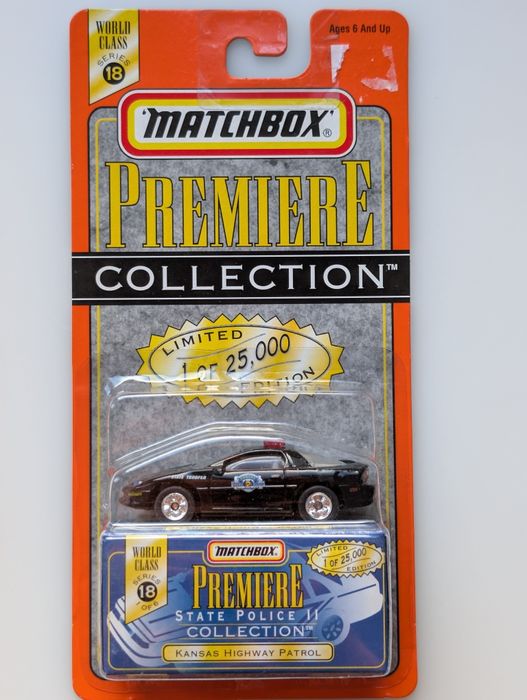 WORLD
CLASS
SERIES
18
Ages 6 And Up
"MATCHBOX"®
PREMIERE
COLLECTION™
LIMITED
1 OF 25,000
EDITION
STATE TROOPER
WORLD
CLASS
SERIES
18
OF 6
"MATCHBOX"
LIMITED
1 OF 25,000
EDITION
PREMIERE
STATE POLICE II
COLLECTION™
KANSAS HIGHWAY PATROL